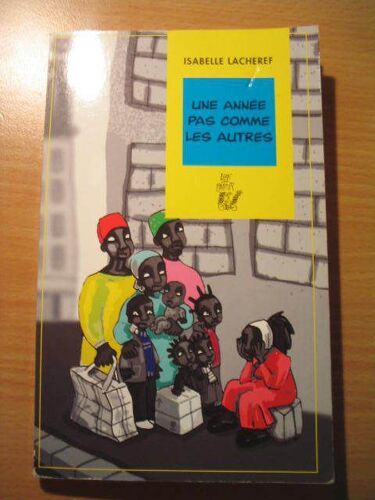 ISABELLE LACHEREF
UNE ANNÉE
PAS COMME
LES AUTRES